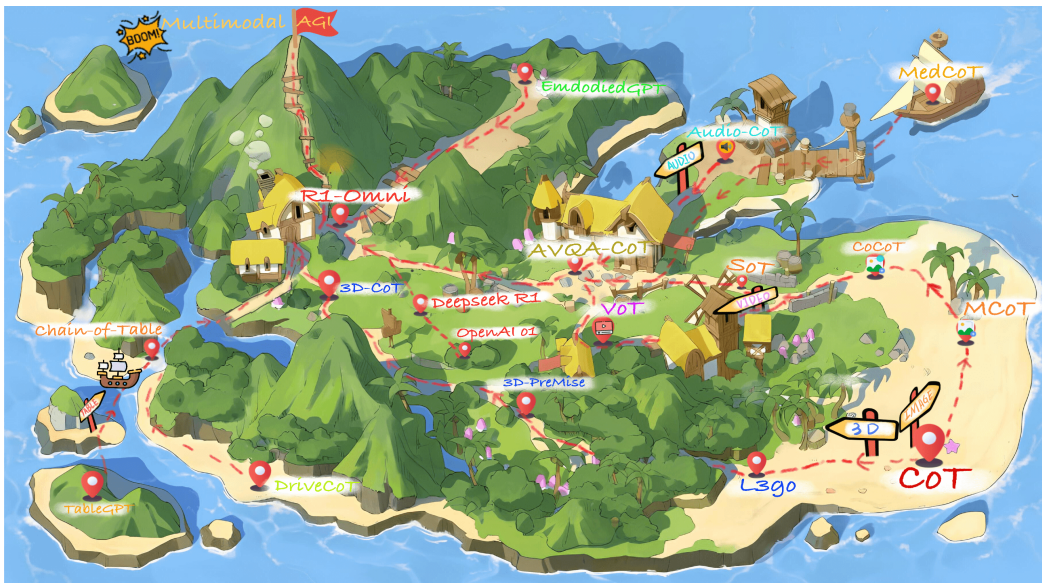 BOOM!
Multimodal AGI
EmdodiedGPT
MedCoT
Audio-CoT
AUDIO
R1-Omni
AVQA-CoT
CoCoT
SoT
VIDEO
3D-CoT
Deepseek R1
VoT
MCoT
Chain-of-Table
OpenAI o1
3D-PreMise
TABLE
IMAGE
3D
CoT
L3go
DriveCoT
TableGPT